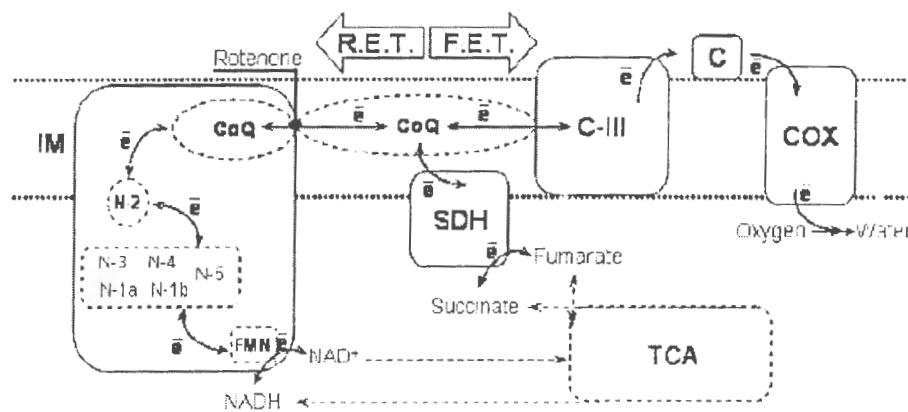 R.E.T. F.E.T.
Rotenone
C
ē ē
IM
CoQ ē CoQ ē C-III
COX
ē
N-2 ē
ē SDH ē
Oxygen Water
N-3 N-4 N-5
N-1a N-1b
ē Fumarate
Succinate
ē FMN ē NAD+
TCA
NADH